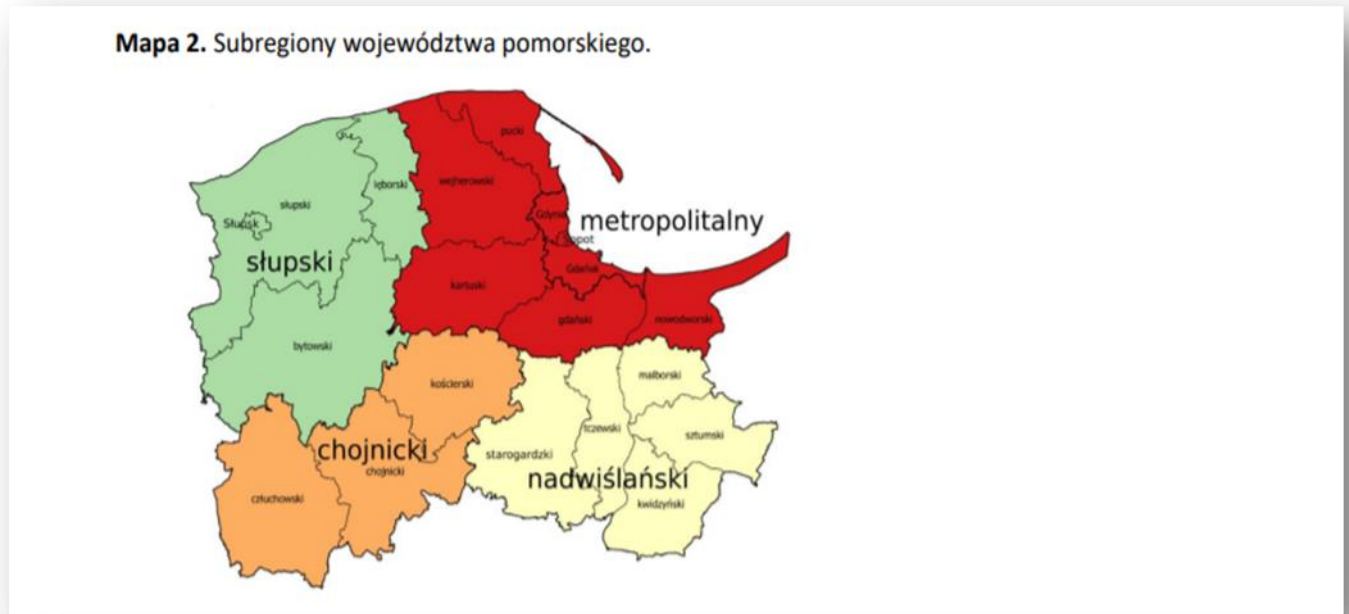 Mapa 2. Subregiony województwa pomorskiego.
pucki
lęborski
wejherowski
słupski
Gdynia
Słupsk
metropolitalny
Sopot
słupski
Gdańsk
kartuski
gdański
nowodworski
bytowski
malborski
kościerski
tczewski
sztumski
chojnicki
starogardzki
chojnicki
nadwiślański
człuchowski
kwidzyński